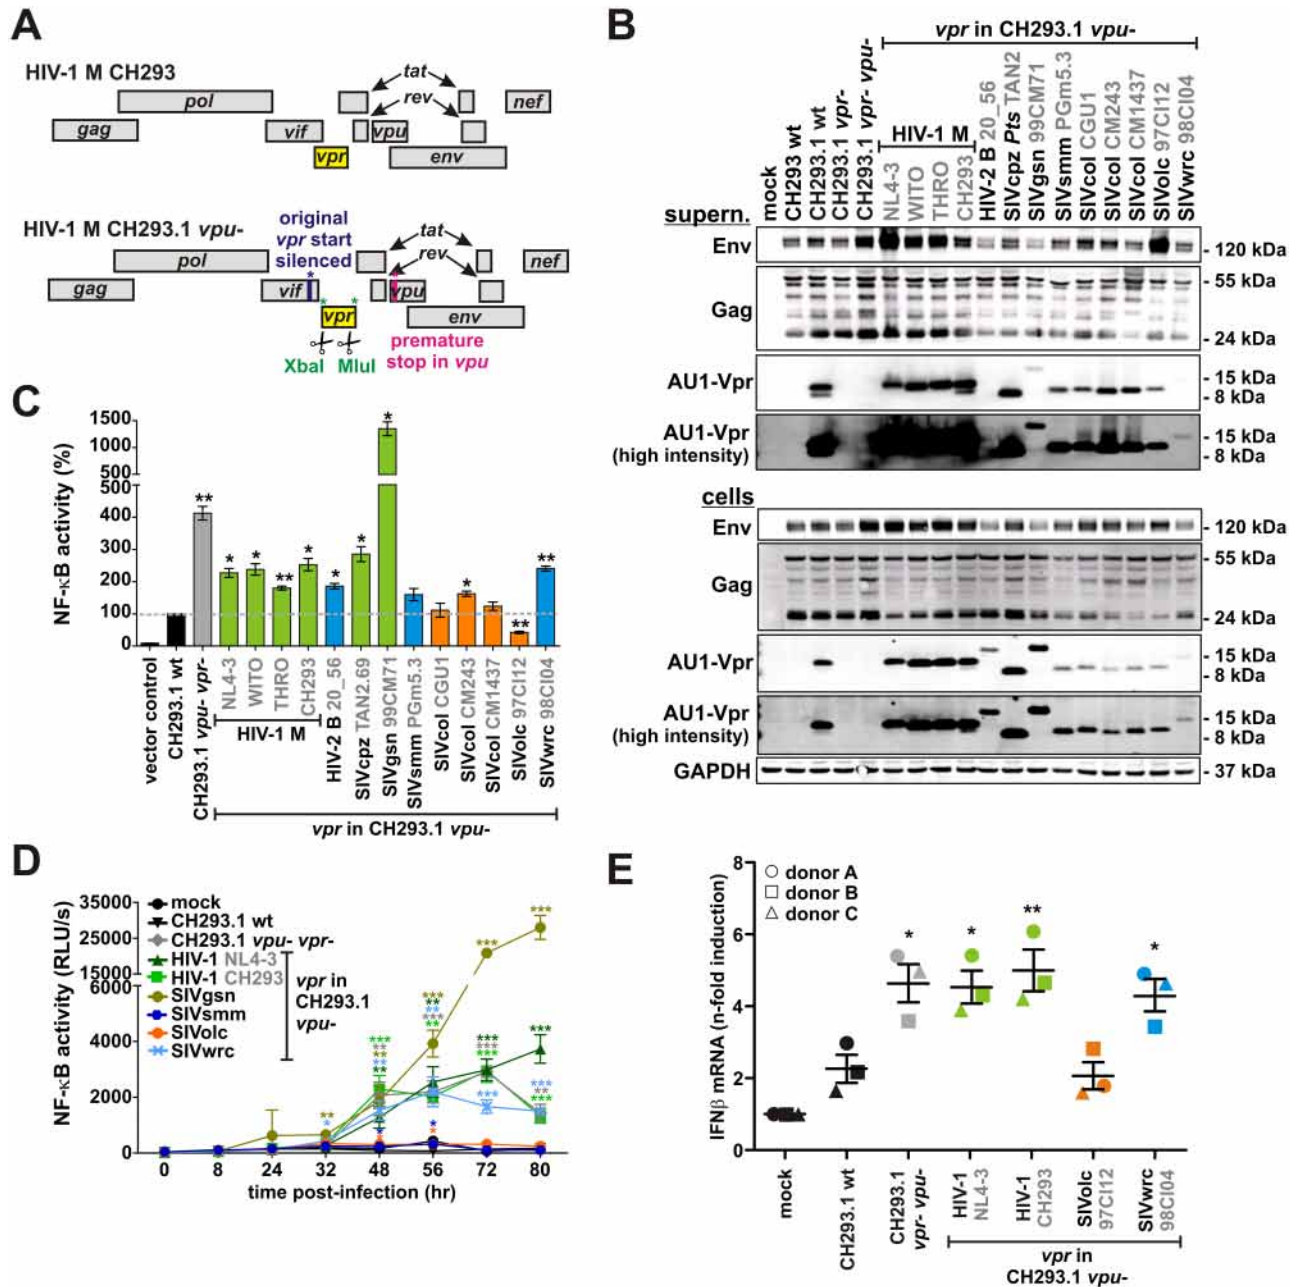 A
HIV-1 M CH293
gag
pol
vif
vpr
tat
rev
vpu
env
nef
HIV-1 M CH293.1 vpu-
original
vpr start
silenced
gag
pol
vif
*
vpr
* *
tat
rev
vpu
env
nef
XbaI MluI
premature
stop in vpu
B
vpr in CH293.1 vpu-
HIV-1 M
mock
CH293 wt
CH293.1 wt
CH293.1 vpr-
CH293.1 vpr- vpu-
NL4-3
WITO
THRO
CH293
HIV-2 B 20_56
SIVcpz Pts TAN2
SIVgsn 99CM71
SIVsmm PGm5.3
SIVcol CGU1
SIVcol CM243
SIVcol CM1437
SIVolc 97CI12
SIVwrc 98CI04
supern.
Env
- 120 kDa
Gag
- 55 kDa
- 24 kDa
AU1-Vpr
- 15 kDa
- 8 kDa
AU1-Vpr
(high intensity)
- 15 kDa
- 8 kDa
cells
Env
- 120 kDa
Gag
- 55 kDa
- 24 kDa
AU1-Vpr
- 15 kDa
- 8 kDa
AU1-Vpr
(high intensity)
- 15 kDa
- 8 kDa
GAPDH
- 37 kDa
C
NF-κB activity (%)
1500
1000
500
500
400
300
200
100
0
** * * ** * * * * * ** **
vector control
CH293.1 wt
CH293.1 vpu- vpr-
NL4-3
WITO
THRO
CH293
HIV-1 M
HIV-2 B 20_56
SIVcpz TAN2.69
SIVgsn 99CM71
SIVsmm PGm5.3
SIVcol CGU1
SIVcol CM243
SIVcol CM1437
SIVolc 97CI12
SIVwrc 98CI04
vpr in CH293.1 vpu-
D
NF-κB activity (RLU/s)
35000
25000
15000
6000
4000
2000
0
mock
CH293.1 wt
CH293.1 vpu- vpr-
HIV-1 NL4-3
HIV-1 CH293
SIVgsn
SIVsmm
SIVolc
SIVwrc
vpr in
CH293.1
vpu-
**
*
***
***
**
**
**
*
*
***
**
**
***
**
*
*
***
***
***
***
***
***
***
***
**
***
0 8 24 32 48 56 72 80
time post-infection (hr)
E
IFNβ mRNA (n-fold induction)
8
6
4
2
0
donor A
donor B
donor C
* * ** *
mock
CH293.1 wt
CH293.1
vpr- vpu-
HIV-1
NL4-3
HIV-1
CH293
SIVolc
97CI12
SIVwrc
98CI04
vpr in
CH293.1 vpu-